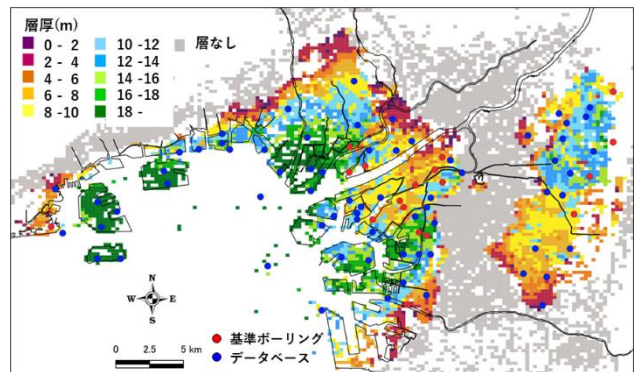 層厚(m)
0 - 2 10 -12 層なし
2 - 4 12 -14
4 - 6 14 -16
6 - 8 16 -18
8 -10 18 -
N
W E
S
0 2.5 5 km
基準ボーリング
データベース